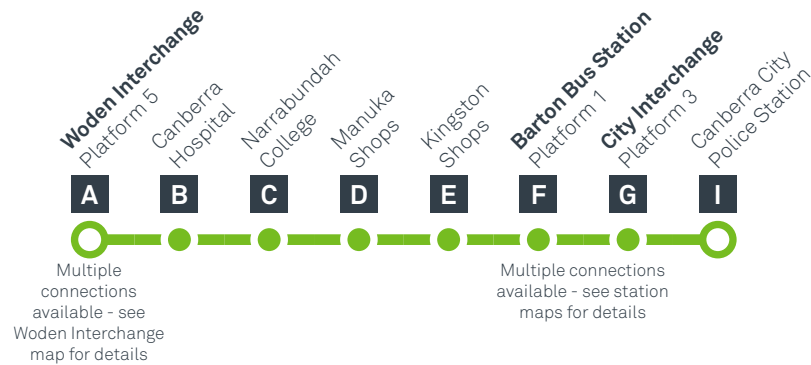 Woden Interchange
Platform 5
Canberra
Hospital
Narrabundah
College
Manuka
Shops
Kingston
Shops
Barton Bus Station
Platform 1
City Interchange
Platform 3
Canberra City
Police Station
A
B
C
D
E
F
G
I
Multiple
connections
available - see
Woden Interchange
map for details
Multiple connections
available - see station
maps for details